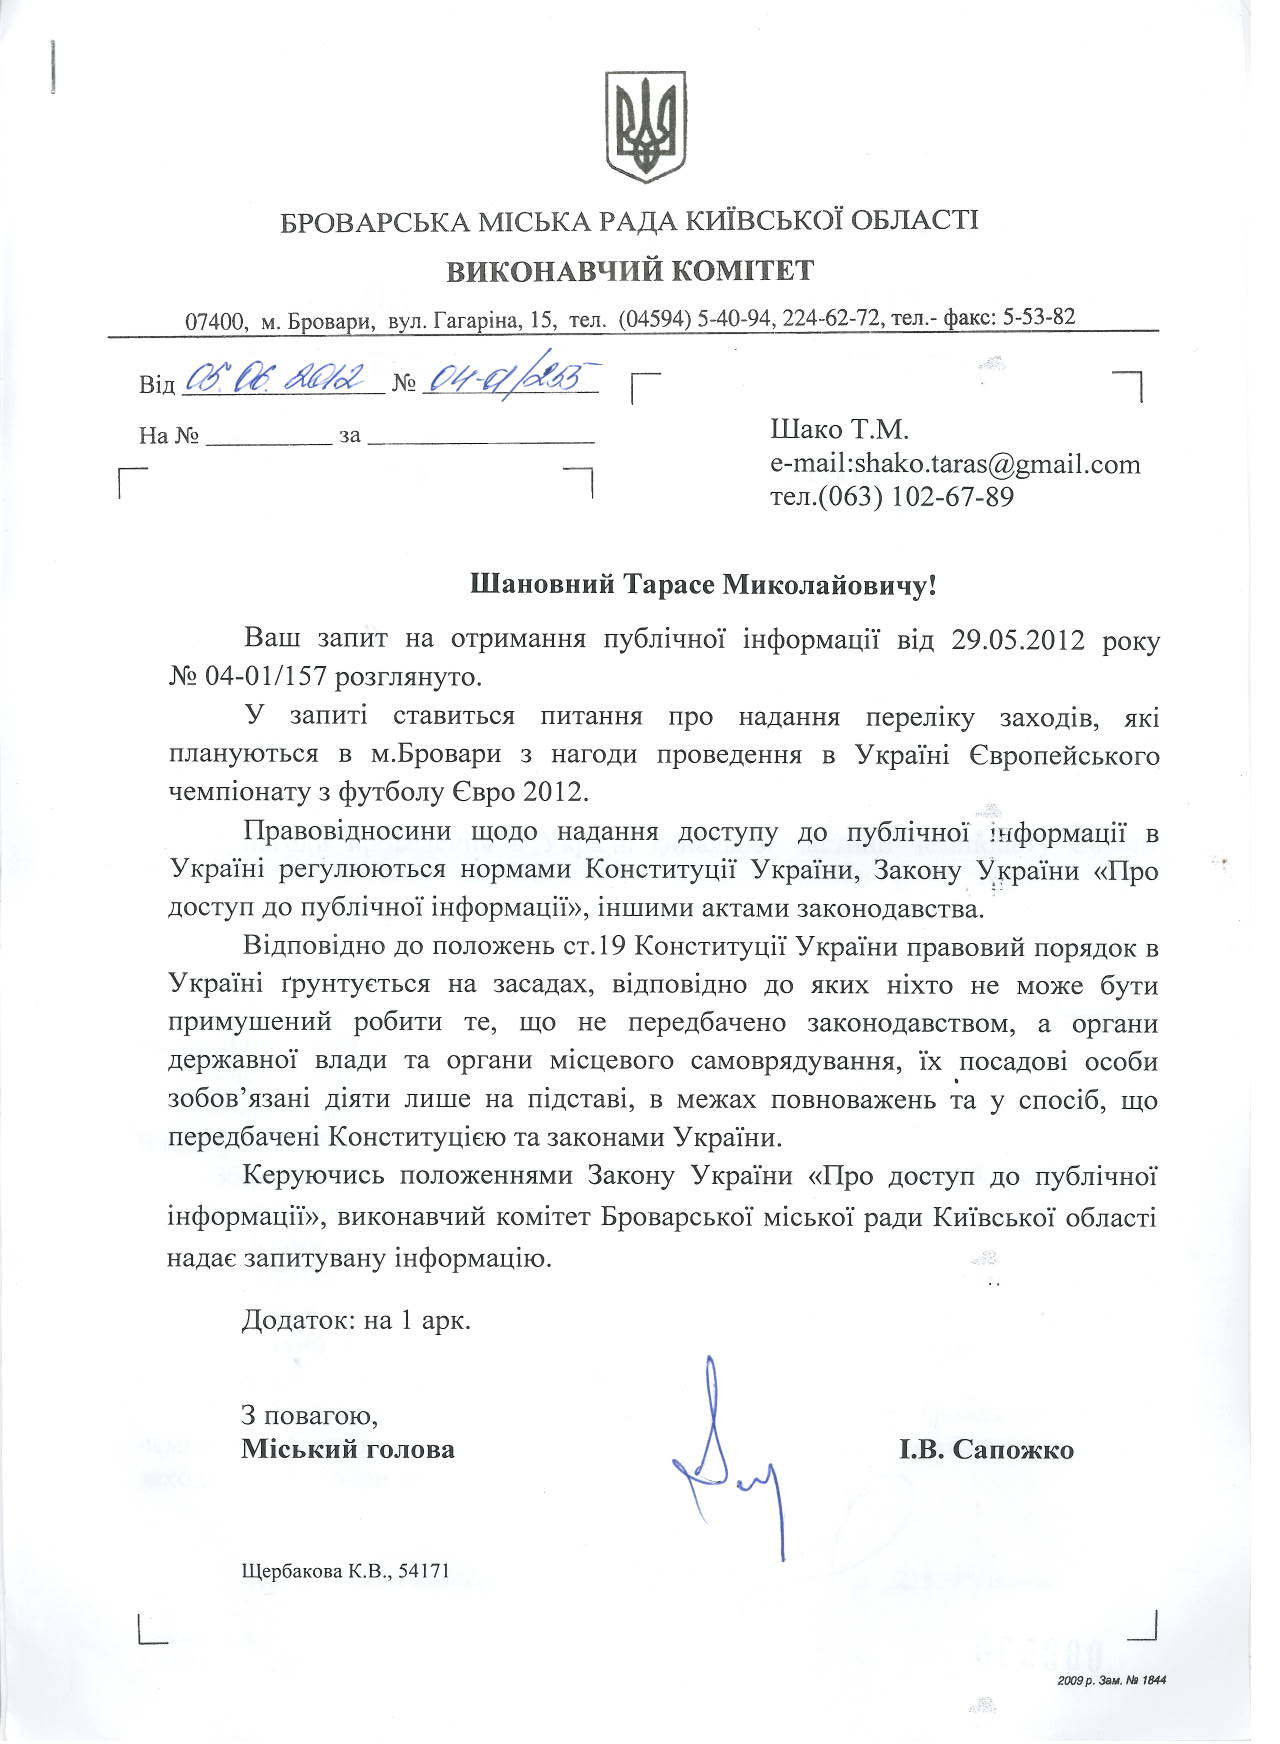 БРОВАРСЬКА МІСЬКА РАДА КИЇВСЬКОЇ ОБЛАСТІ
ВИКОНАВЧИЙ КОМІТЕТ
07400, м. Бровари, вул. Гагаріна, 15, тел. (04594) 5-40-94, 224-62-72, тел.- факс: 5-53-82
Від 05.06.2012 № 04-01/255
На № ___________ за ________________
Шако Т.М.
e-mail:shako.taras@gmail.com
тел.(063) 102-67-89
Шановний Тарасе Миколайовичу!
Ваш запит на отримання публічної інформації від 29.05.2012 року
№ 04-01/157 розглянуто.
У запиті ставиться питання про надання переліку заходів, які
плануються в м.Бровари з нагоди проведення в Україні Європейського
чемпіонату з футболу Євро 2012.
Правовідносини щодо надання доступу до публічної інформації в
Україні регулюються нормами Конституції України, Закону України «Про
доступ до публічної інформації», іншими актами законодавства.
Відповідно до положень ст.19 Конституції України правовий порядок в
Україні ґрунтується на засадах, відповідно до яких ніхто не може бути
примушений робити те, що не передбачено законодавством, а органи
державної влади та органи місцевого самоврядування, їх посадові особи
зобов’язані діяти лише на підставі, в межах повноважень та у спосіб, що
передбачені Конституцією та законами України.
Керуючись положеннями Закону України «Про доступ до публічної
інформації», виконавчий комітет Броварської міської ради Київської області
надає запитувану інформацію.
Додаток: на 1 арк.
З повагою,
Міський голова
І.В. Сапожко
Щербакова К.В., 54171
2009 р. Зам. № 1844